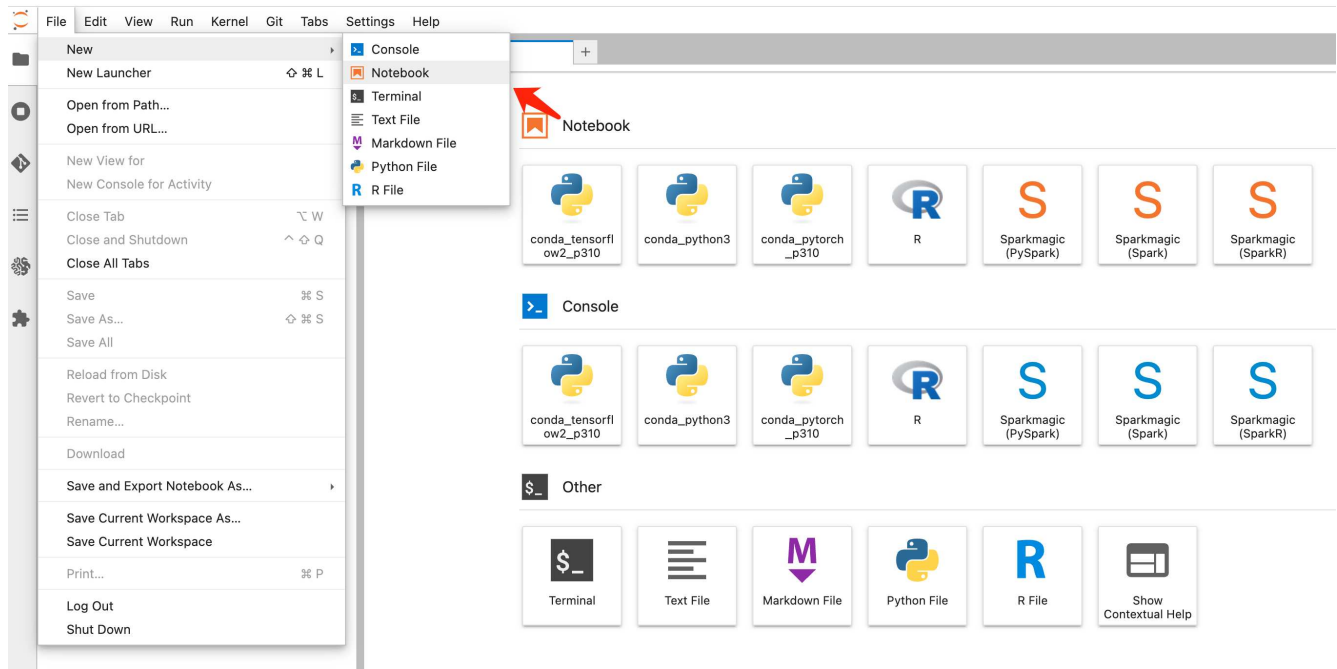 File Edit View Run Kernel Git Tabs Settings Help
New
New Launcher ⇧ ⌘ L
Open from Path...
Open from URL...
New View for
New Console for Activity
Close Tab ⌥ W
Close and Shutdown ^ ⇧ Q
Close All Tabs
Save ⌘ S
Save As... ⇧ ⌘ S
Save All
Reload from Disk
Revert to Checkpoint
Rename...
Download
Save and Export Notebook As...
Save Current Workspace As...
Save Current Workspace
Print... ⌘ P
Log Out
Shut Down
Console
Notebook
$_ Terminal
Text File
M Markdown File
Python File
R R File
+
Notebook
conda_tensorfl
ow2_p310
conda_python3
conda_pytorch
_p310
R
R
S
Sparkmagic
(PySpark)
S
Sparkmagic
(Spark)
S
Sparkmagic
(SparkR)
>_ Console
conda_tensorfl
ow2_p310
conda_python3
conda_pytorch
_p310
R
R
S
Sparkmagic
(PySpark)
S
Sparkmagic
(Spark)
S
Sparkmagic
(SparkR)
$_ Other
$_
Terminal
Text File
M
Markdown File
Python File
R
R File
Show
Contextual Help